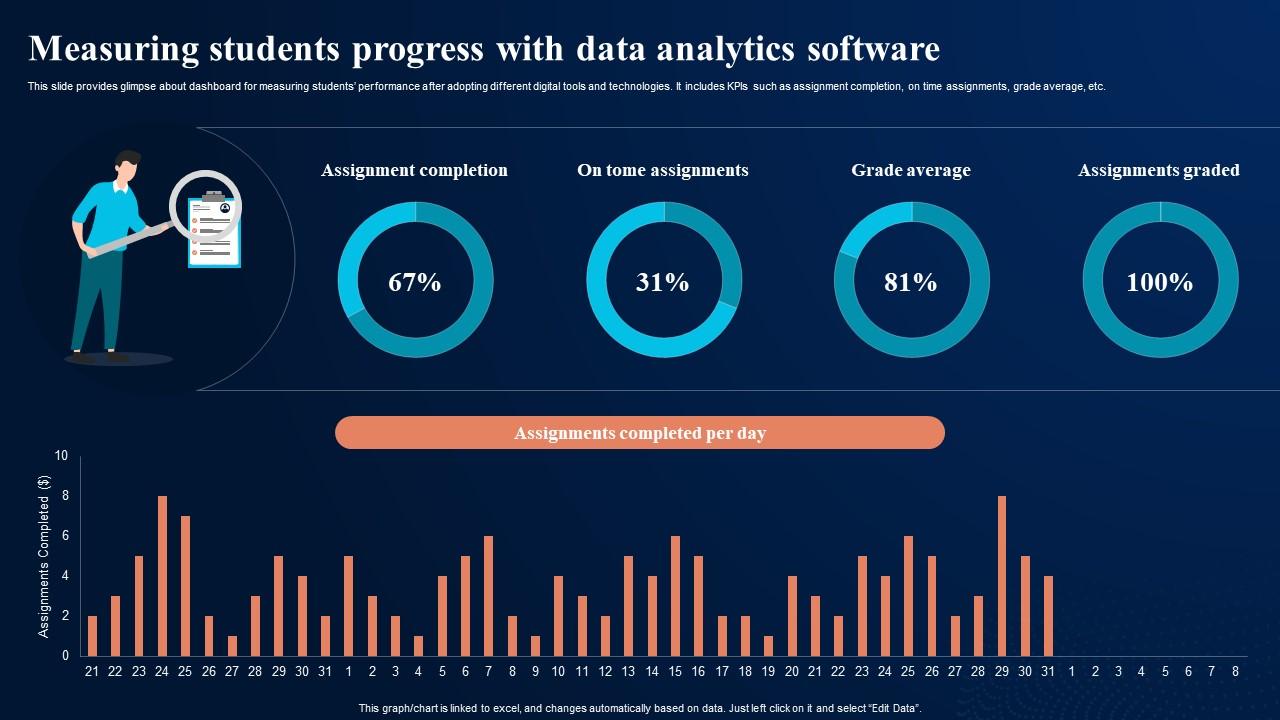 Measuring students progress with data analytics software
This slide provides glimpse about dashboard for measuring students' performance after adopting different digital tools and technologies. It includes KPIs such as assignment completion, on time assignments, grade average, etc.
Assignment completion
On tome assignments
Grade average
Assignments graded
67%
31%
81%
100%
Assignments completed per day
Assignments Completed ($)
10
8
6
4
2
0
21 22 23 24 25 26 27 28 29 30 31 1 2 3 4 5 6 7 8 9 10 11 12 13 14 15 16 17 18 19 20 21 22 23 24 25 26 27 28 29 30 31 1 2 3 4 5 6 7 8
This graph/chart is linked to excel, and changes automatically based on data. Just left click on it and select “Edit Data”.